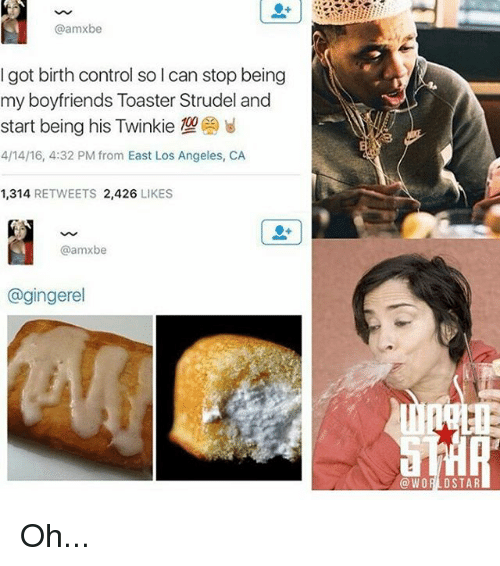 @amxbe
I got birth control so I can stop being
my boyfriends Toaster Strudel and
start being his Twinkie 💯😤🤘
4/14/16, 4:32 PM from East Los Angeles, CA
1,314 RETWEETS 2,426 LIKES
@amxbe
@gingerel
WORLD
STAR
@WORLDSTAR
Oh...